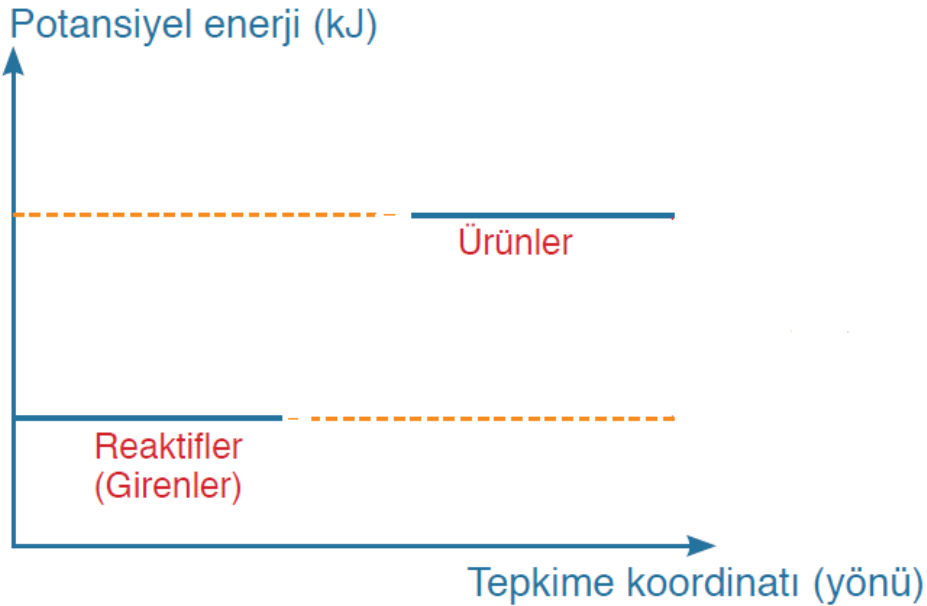 Potansiyel enerji (kJ)
Ürünler
Reaktifler
(Girenler)
Tepkime koordinatı (yönü)